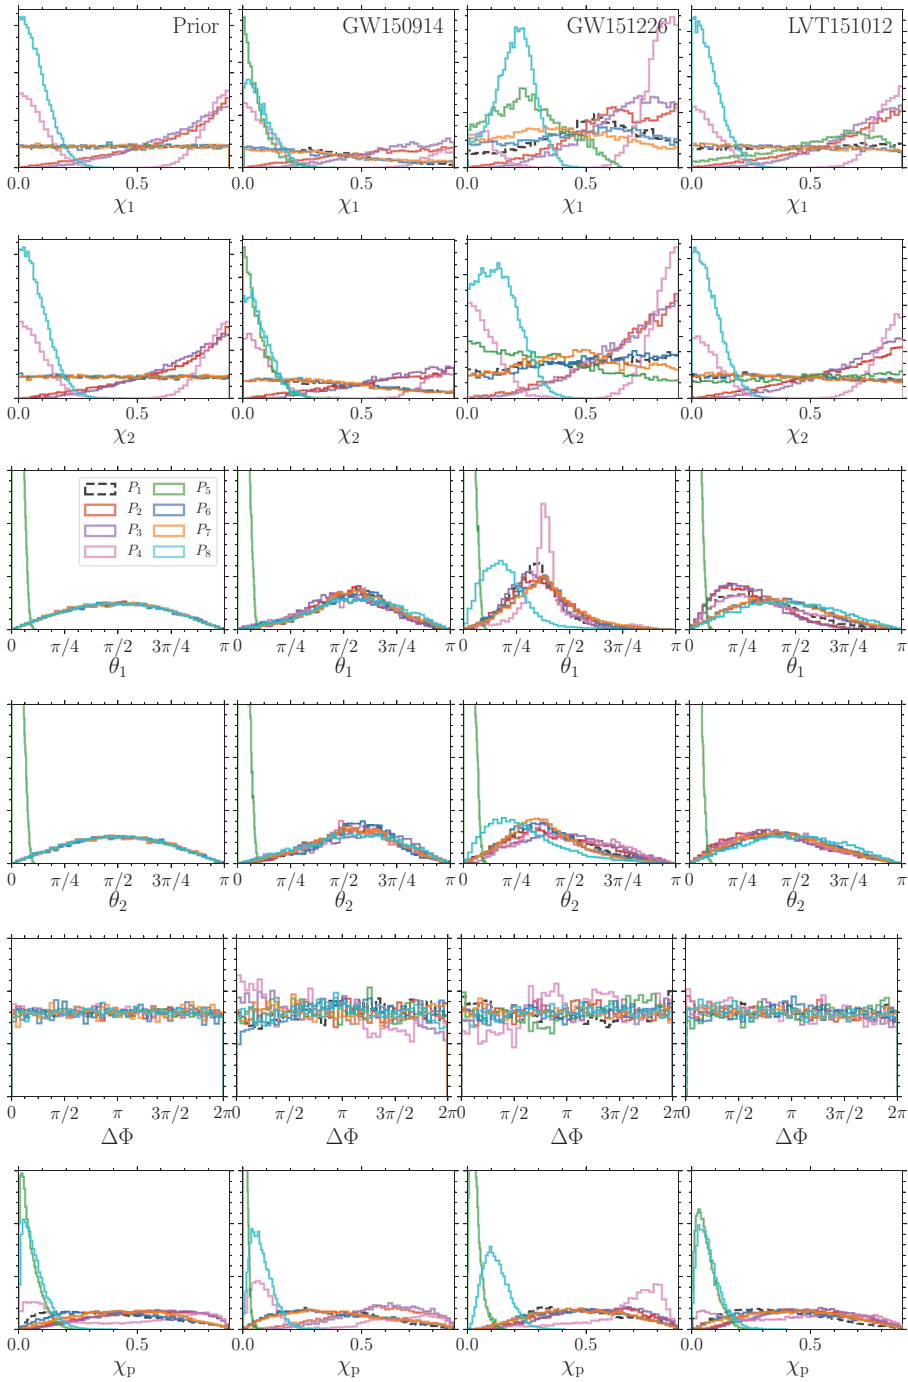 Prior GW150914 GW151226 LVT151012
0.0 0.5 0.0 0.5 0.0 0.5 0.0 0.5
χ₁ χ₁ χ₁ χ₁
0.0 0.5 0.0 0.5 0.0 0.5 0.0 0.5
χ₂ χ₂ χ₂ χ₂
P₁ P₅
P₂ P₆
P₃ P₇
P₄ P₈
0 π/4 π/2 3π/4 π 0 π/4 π/2 3π/4 π 0 π/4 π/2 3π/4 π 0 π/4 π/2 3π/4 π
θ₁ θ₁ θ₁ θ₁
0 π/4 π/2 3π/4 π 0 π/4 π/2 3π/4 π 0 π/4 π/2 3π/4 π 0 π/4 π/2 3π/4 π
θ₂ θ₂ θ₂ θ₂
0 π/2 π 3π/2 2π 0 π/2 π 3π/2 2π 0 π/2 π 3π/2 2π 0 π/2 π 3π/2 2π
ΔΦ ΔΦ ΔΦ ΔΦ
0.0 0.5 0.0 0.5 0.0 0.5 0.0 0.5
χₚ χₚ χₚ χₚ